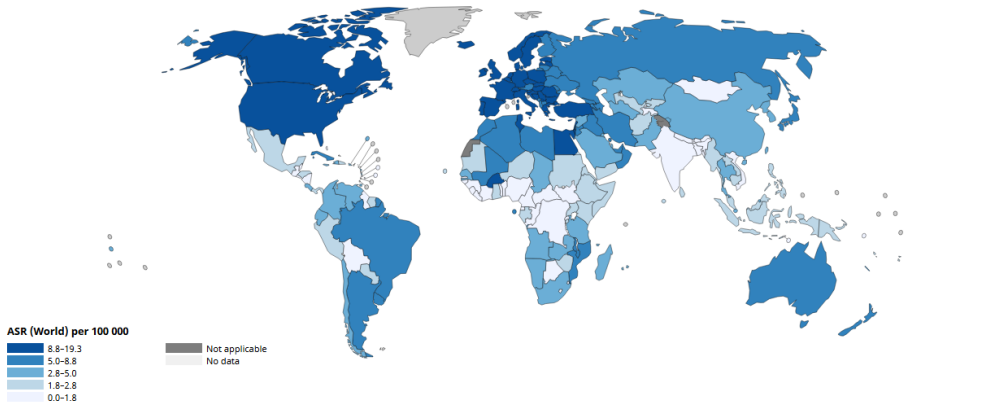 ASR (World) per 100 000
8.8–19.3
5.0–8.8
2.8–5.0
1.8–2.8
0.0–1.8
Not applicable
No data